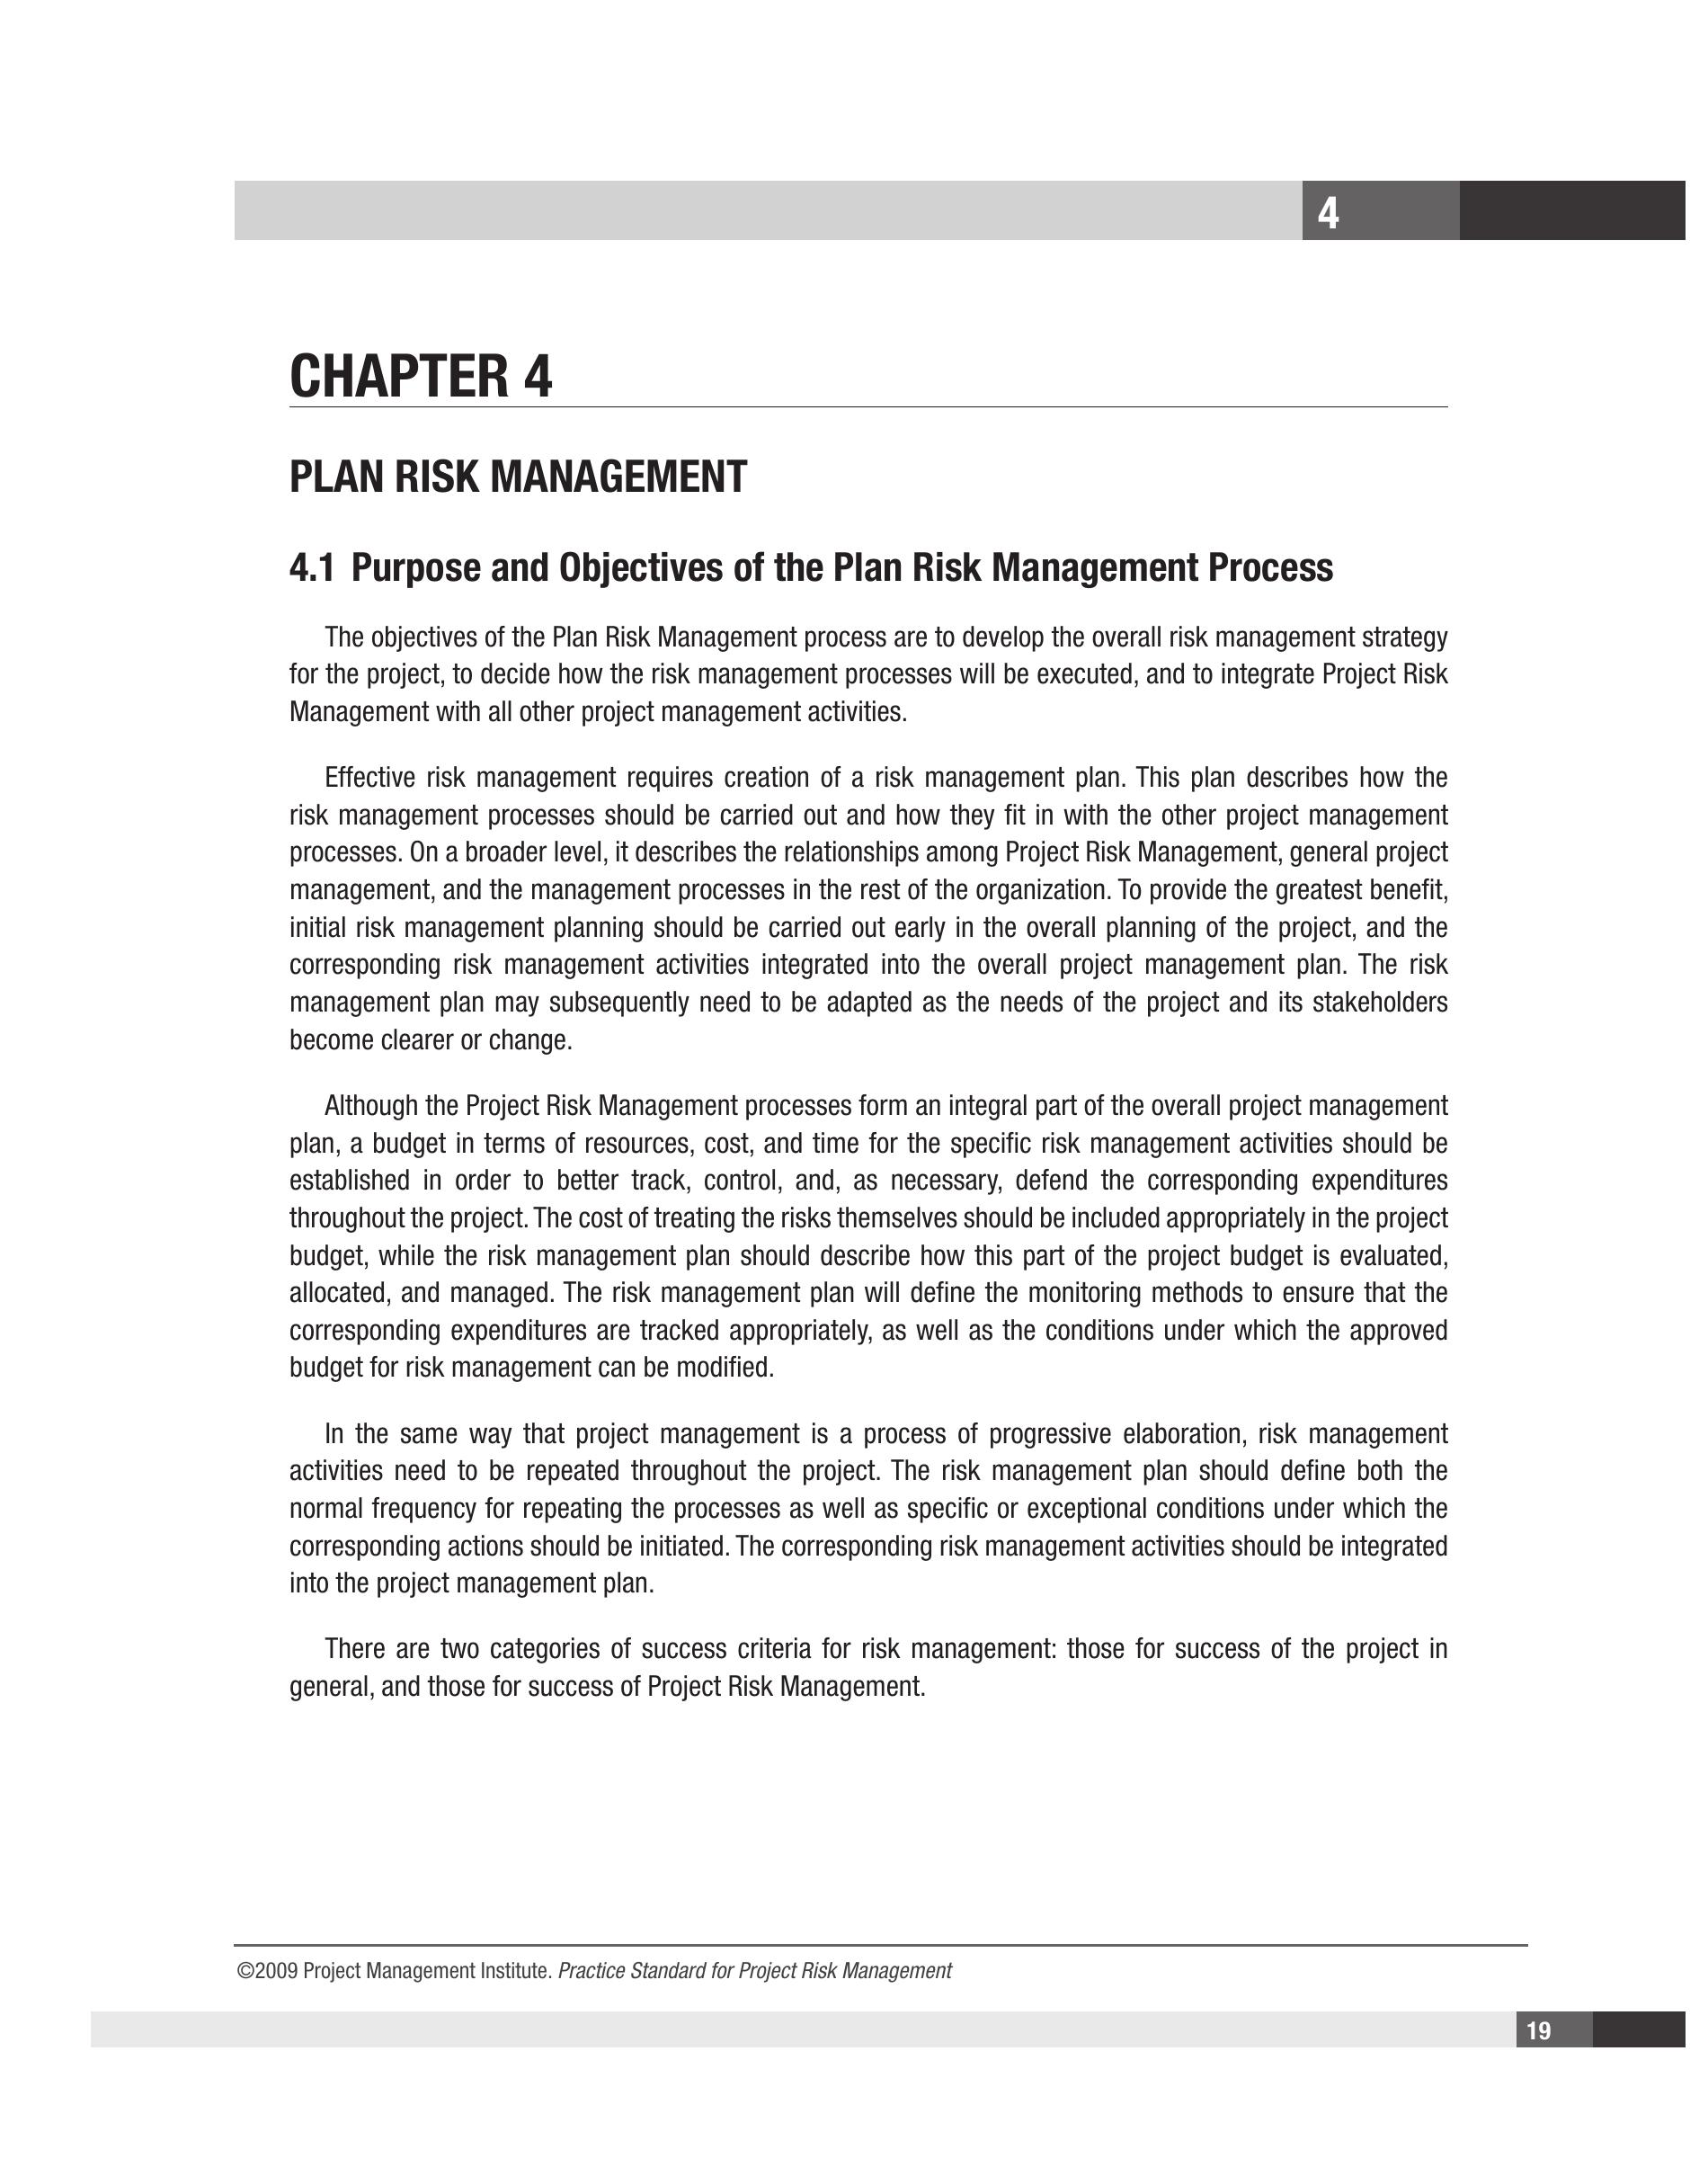 4
CHAPTER 4
PLAN RISK MANAGEMENT
4.1 Purpose and Objectives of the Plan Risk Management Process
The objectives of the Plan Risk Management process are to develop the overall risk management strategy
for the project, to decide how the risk management processes will be executed, and to integrate Project Risk
Management with all other project management activities.
Effective risk management requires creation of a risk management plan. This plan describes how the
risk management processes should be carried out and how they fit in with the other project management
processes. On a broader level, it describes the relationships among Project Risk Management, general project
management, and the management processes in the rest of the organization. To provide the greatest benefit,
initial risk management planning should be carried out early in the overall planning of the project, and the
corresponding risk management activities integrated into the overall project management plan. The risk
management plan may subsequently need to be adapted as the needs of the project and its stakeholders
become clearer or change.
Although the Project Risk Management processes form an integral part of the overall project management
plan, a budget in terms of resources, cost, and time for the specific risk management activities should be
established in order to better track, control, and, as necessary, defend the corresponding expenditures
throughout the project. The cost of treating the risks themselves should be included appropriately in the project
budget, while the risk management plan should describe how this part of the project budget is evaluated,
allocated, and managed. The risk management plan will define the monitoring methods to ensure that the
corresponding expenditures are tracked appropriately, as well as the conditions under which the approved
budget for risk management can be modified.
In the same way that project management is a process of progressive elaboration, risk management
activities need to be repeated throughout the project. The risk management plan should define both the
normal frequency for repeating the processes as well as specific or exceptional conditions under which the
corresponding actions should be initiated. The corresponding risk management activities should be integrated
into the project management plan.
There are two categories of success criteria for risk management: those for success of the project in
general, and those for success of Project Risk Management.
©2009 Project Management Institute. Practice Standard for Project Risk Management
19